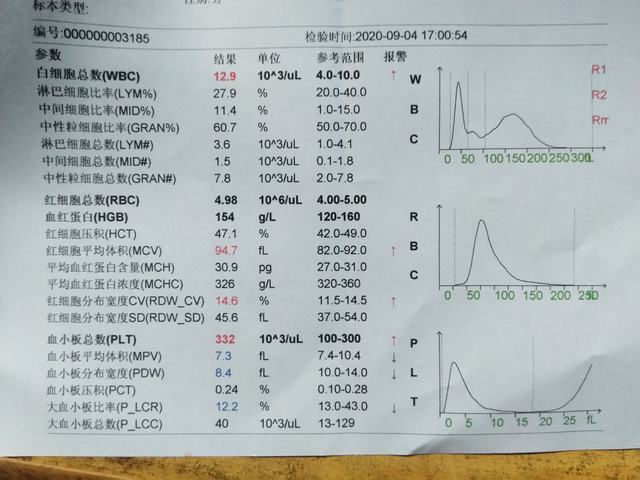 标本类型:
编号:000000003185 检验时间:2020-09-04 17:00:54
参数 结果 单位 参考范围 报警
白细胞总数(WBC) 12.9 10^3/uL 4.0-10.0 ↑
淋巴细胞比率(LYM%) 27.9 % 20.0-40.0
中间细胞比率(MID%) 11.4 % 1.0-15.0
中性粒细胞比率(GRAN%) 60.7 % 50.0-70.0
淋巴细胞总数(LYM#) 3.6 10^3/uL 1.0-4.1
中间细胞总数(MID#) 1.5 10^3/uL 0.1-1.8
中性粒细胞总数(GRAN#) 7.8 10^3/uL 2.0-7.8
红细胞总数(RBC) 4.98 10^6/uL 4.00-5.00
血红蛋白(HGB) 154 g/L 120-160
红细胞压积(HCT) 47.1 % 42.0-49.0
红细胞平均体积(MCV) 94.7 fL 82.0-92.0 ↑
平均血红蛋白含量(MCH) 30.9 pg 27.0-31.0
平均血红蛋白浓度(MCHC) 326 g/L 320-360
红细胞分布宽度CV(RDW_CV) 14.6 % 11.5-14.5 ↑
红细胞分布宽度SD(RDW_SD) 45.6 fL 37.0-54.0
血小板总数(PLT) 332 10^3/uL 100-300 ↑
血小板平均体积(MPV) 7.3 fL 7.4-10.4 ↓
血小板分布宽度(PDW) 8.4 fL 10.0-14.0 ↓
血小板压积(PCT) 0.24 % 0.10-0.28
大血小板比率(P_LCR) 12.2 % 13.0-43.0 ↓
大血小板总数(P_LCC) 40 10^3/uL 13-129
W
B
C
R1
R2
Rrr
0 50 100 150 200 250 300 fL
R
B
C
0 50 100 150 200 250
P
L
T
0 5 10 15 20 25 fL